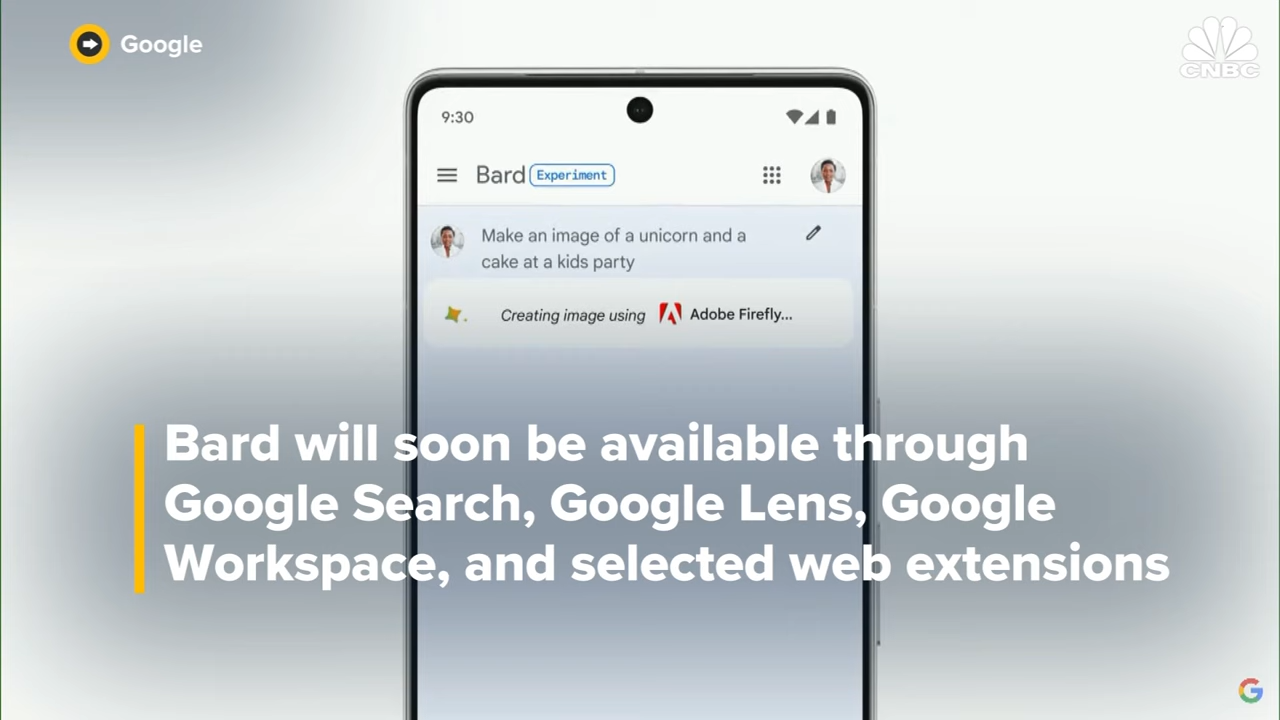 Google
CNBC
9:30
Bard Experiment
Make an image of a unicorn and a
cake at a kids party
Creating image using Adobe Firefly...
Bard will soon be available through
Google Search, Google Lens, Google
Workspace, and selected web extensions